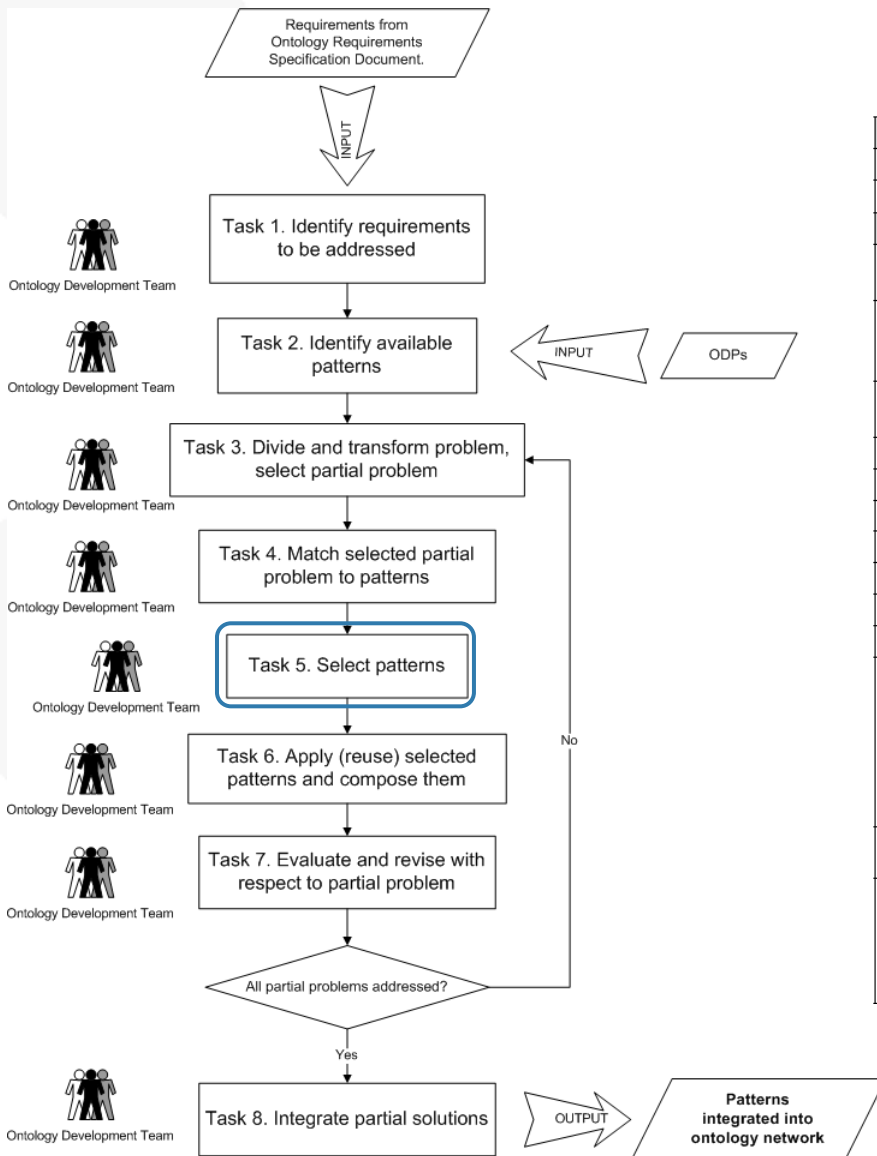 Requirements from
Ontology Requirements
Specification Document.
INPUT
Task 1. Identify requirements
to be addressed
Ontology Development Team
Task 2. Identify available
patterns
INPUT
ODPs
Ontology Development Team
Task 3. Divide and transform problem,
select partial problem
Ontology Development Team
Task 4. Match selected partial
problem to patterns
Ontology Development Team
Task 5. Select patterns
Ontology Development Team
No
Task 6. Apply (reuse) selected
patterns and compose them
Ontology Development Team
Task 7. Evaluate and revise with
respect to partial problem
Ontology Development Team
All partial problems addressed?
Yes
Task 8. Integrate partial solutions
Ontology Development Team
OUTPUT
Patterns
integrated into
ontology network